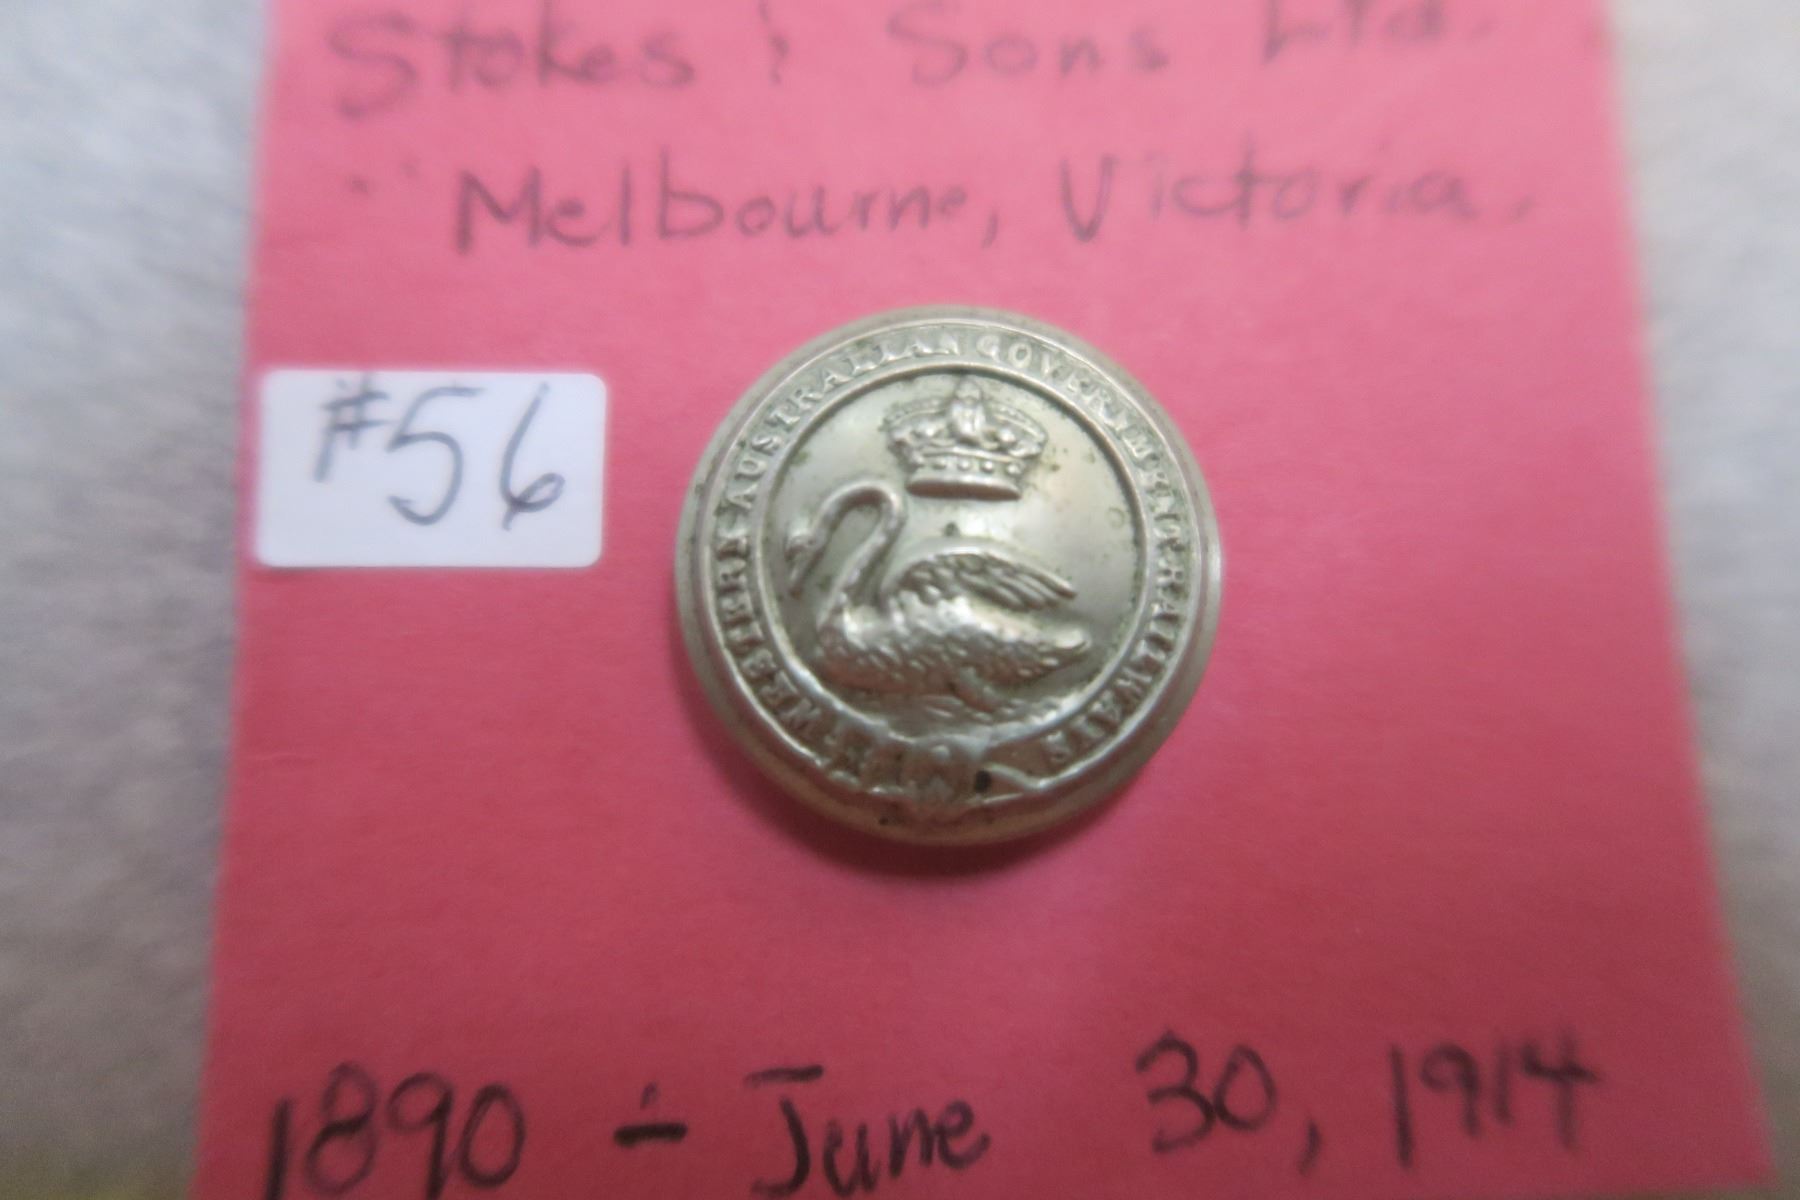 Stokes & Sons Ltd.
" Melbourne, Victoria.
#56
WESTERN AUSTRALIAN GOVERNMENT RAILWAYS
1890 - June 30, 1914